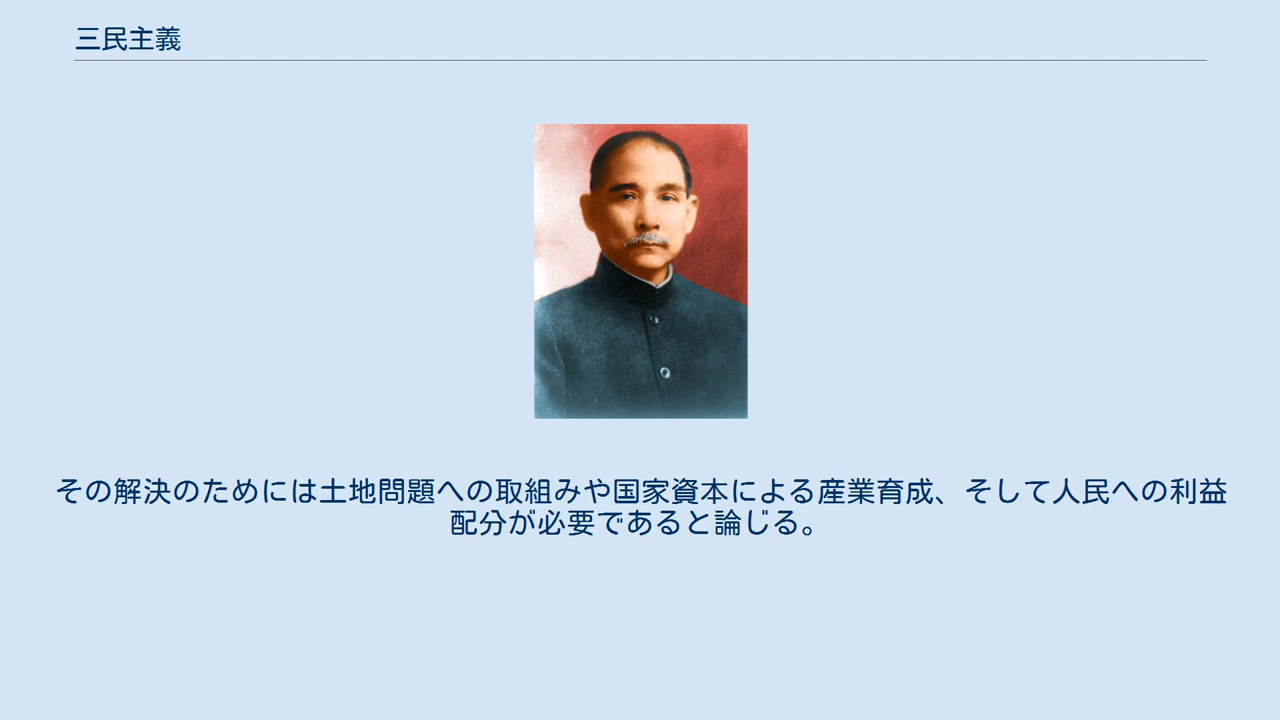 三民主義
その解決のためには土地問題への取組みや国家資本による産業育成、そして人民への利益
配分が必要であると論じる。